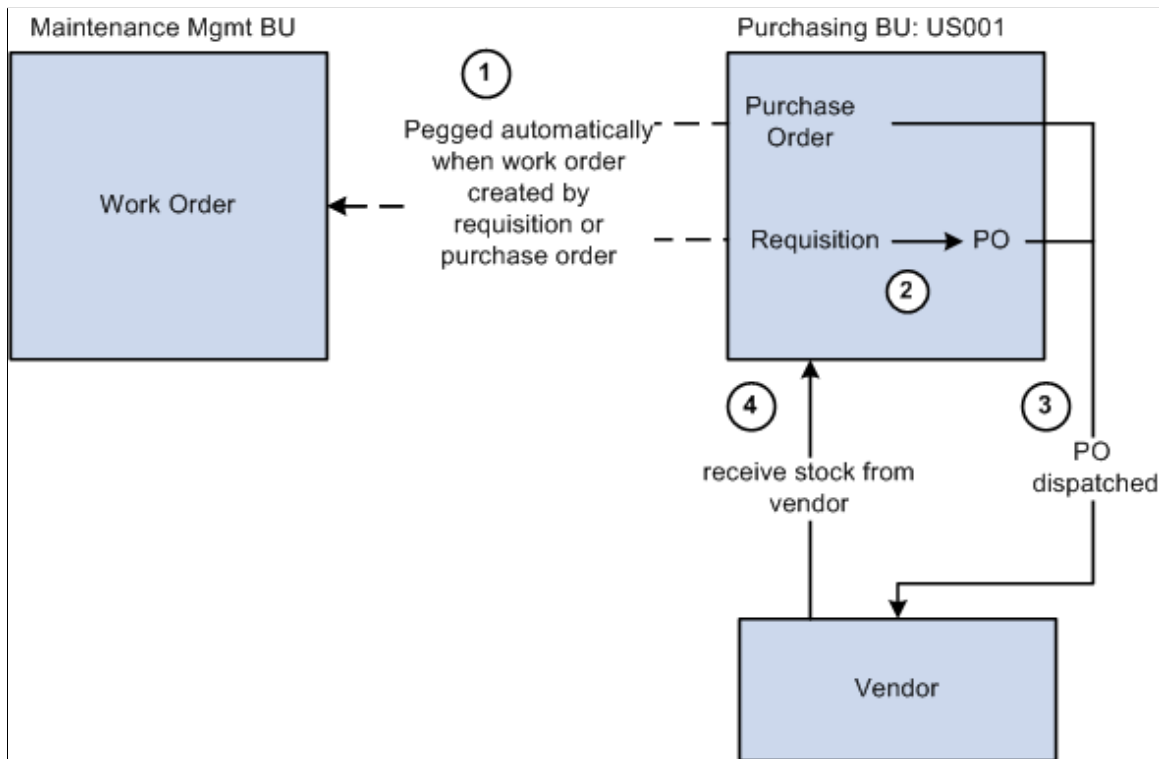 Maintenance Mgmt BU
Purchasing BU: US001
1
Pegged automatically
when work order
created by
requisition or
purchase order
Work Order
Purchase
Order
Requisition
PO
2
4
3
receive stock from
vendor
PO
dispatched
Vendor